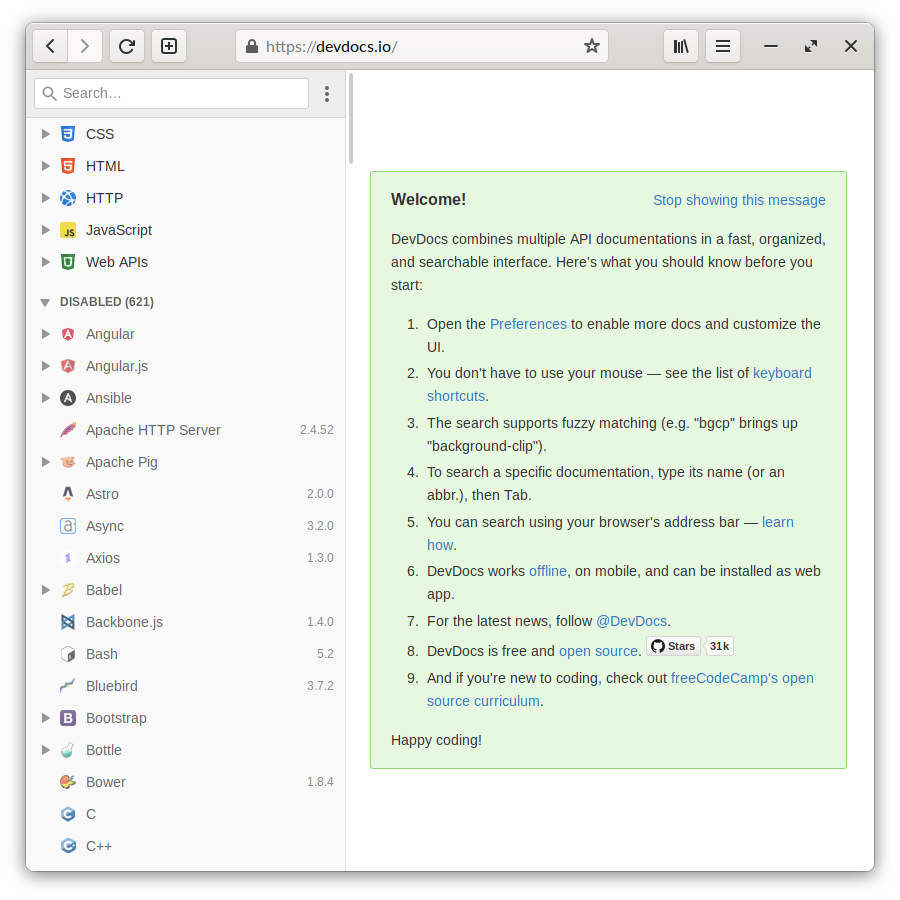 https://devdocs.io/
Search…
CSS
HTML
HTTP
JS JavaScript
Web APIs
DISABLED (621)
Angular
Angular.js
Ansible
Apache HTTP Server 2.4.52
Apache Pig
Astro 2.0.0
Async 3.2.0
Axios 1.3.0
Babel
Backbone.js 1.4.0
Bash 5.2
Bluebird 3.7.2
B Bootstrap
Bottle
Bower 1.8.4
C
C++
Welcome! Stop showing this message
DevDocs combines multiple API documentations in a fast, organized,
and searchable interface. Here's what you should know before you
start:
1. Open the Preferences to enable more docs and customize the
UI.
2. You don't have to use your mouse — see the list of keyboard
shortcuts.
3. The search supports fuzzy matching (e.g. "bgcp" brings up
"background-clip").
4. To search a specific documentation, type its name (or an
abbr.), then Tab.
5. You can search using your browser's address bar — learn
how.
6. DevDocs works offline, on mobile, and can be installed as web
app.
7. For the latest news, follow @DevDocs.
8. DevDocs is free and open source. Stars 31k
9. And if you're new to coding, check out freeCodeCamp's open
source curriculum.
Happy coding!